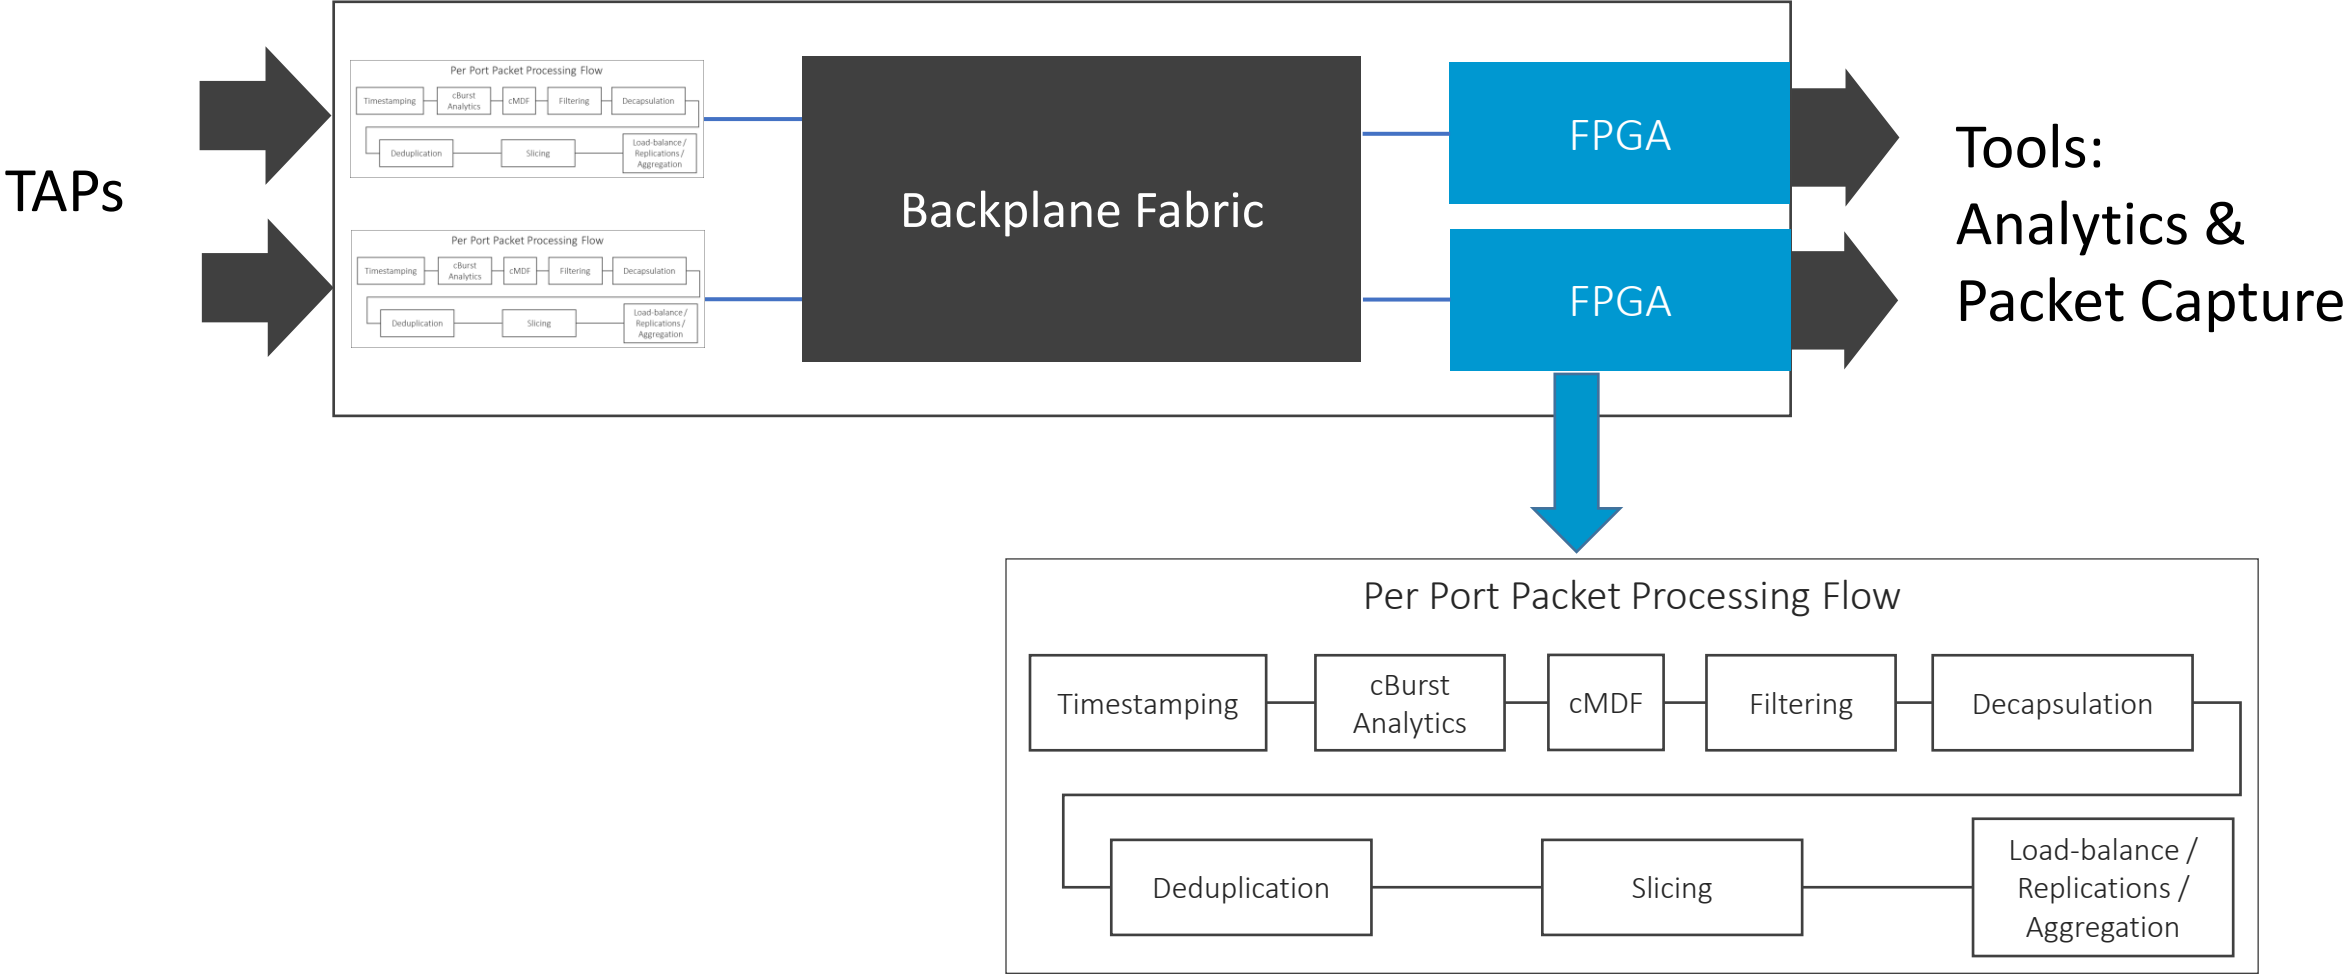 TAPs
Per Port Packet Processing Flow
Timestamping
cBurst
Analytics
cMDF
Filtering
Decapsulation
Deduplication
Slicing
Load-balance /
Replications /
Aggregation
Per Port Packet Processing Flow
Timestamping
cBurst
Analytics
cMDF
Filtering
Decapsulation
Deduplication
Slicing
Load-balance /
Replications /
Aggregation
Backplane Fabric
FPGA
FPGA
Tools:
Analytics &
Packet Capture
Per Port Packet Processing Flow
Timestamping
cBurst
Analytics
cMDF
Filtering
Decapsulation
Deduplication
Slicing
Load-balance /
Replications /
Aggregation